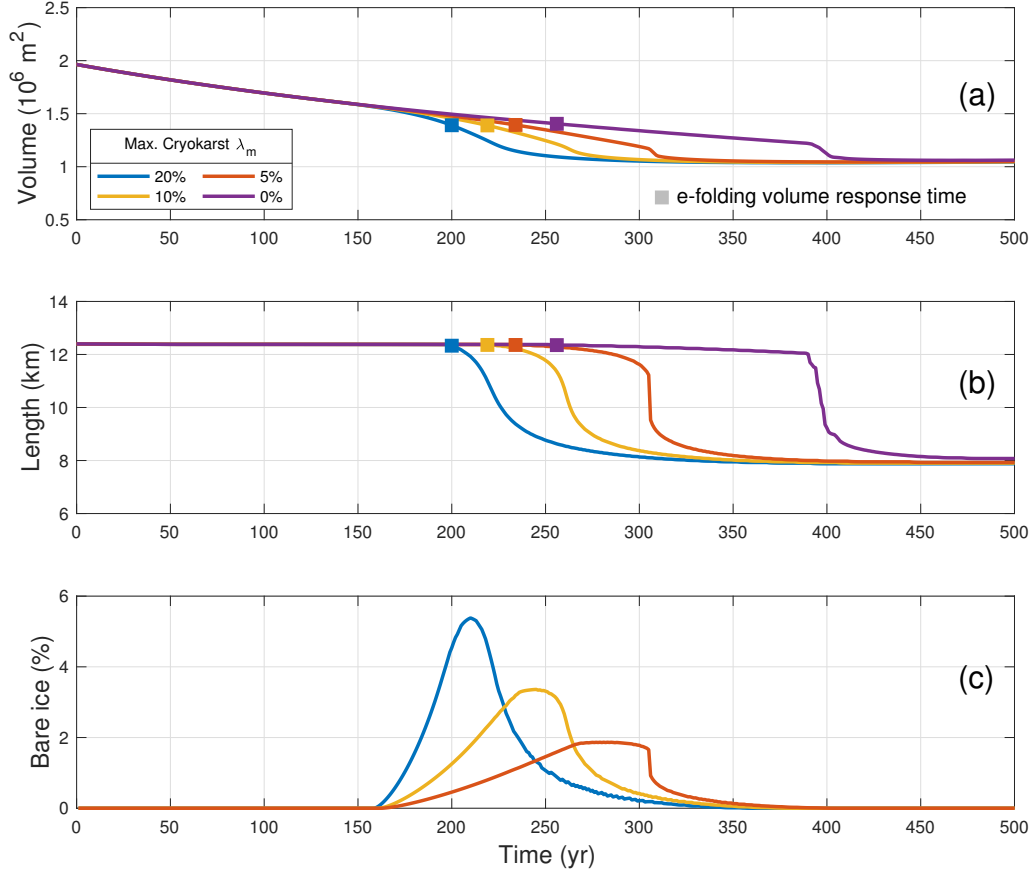 2.5
2
1.5
1
0.5
Volume (10^6 m^2)
(a)
Max. Cryokarst λ_m
20% 5%
10% 0%
e-folding volume response time
0 50 100 150 200 250 300 350 400 450 500
14
12
10
8
6
Length (km)
(b)
0 50 100 150 200 250 300 350 400 450 500
6
4
2
0
Bare ice (%)
(c)
0 50 100 150 200 250 300 350 400 450 500
Time (yr)